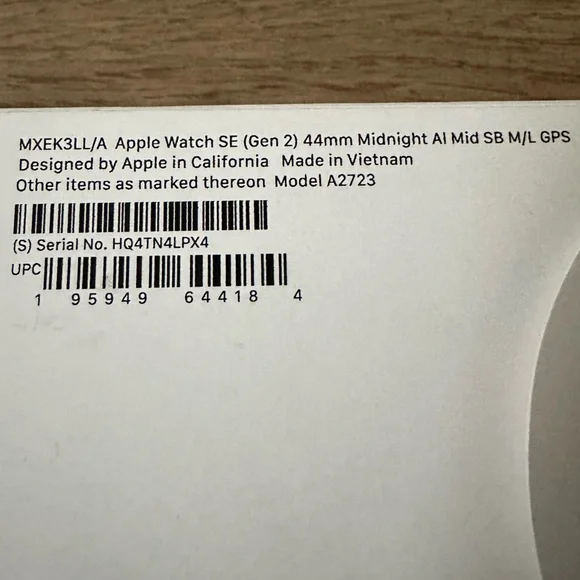 MXEK3LL/A Apple Watch SE (Gen 2) 44mm Midnight Al Mid SB M/L GPS
Designed by Apple in California Made in Vietnam
Other items as marked thereon Model A2723
(S) Serial No. HQ4TN4LPX4
UPC
1 95949 64418 4